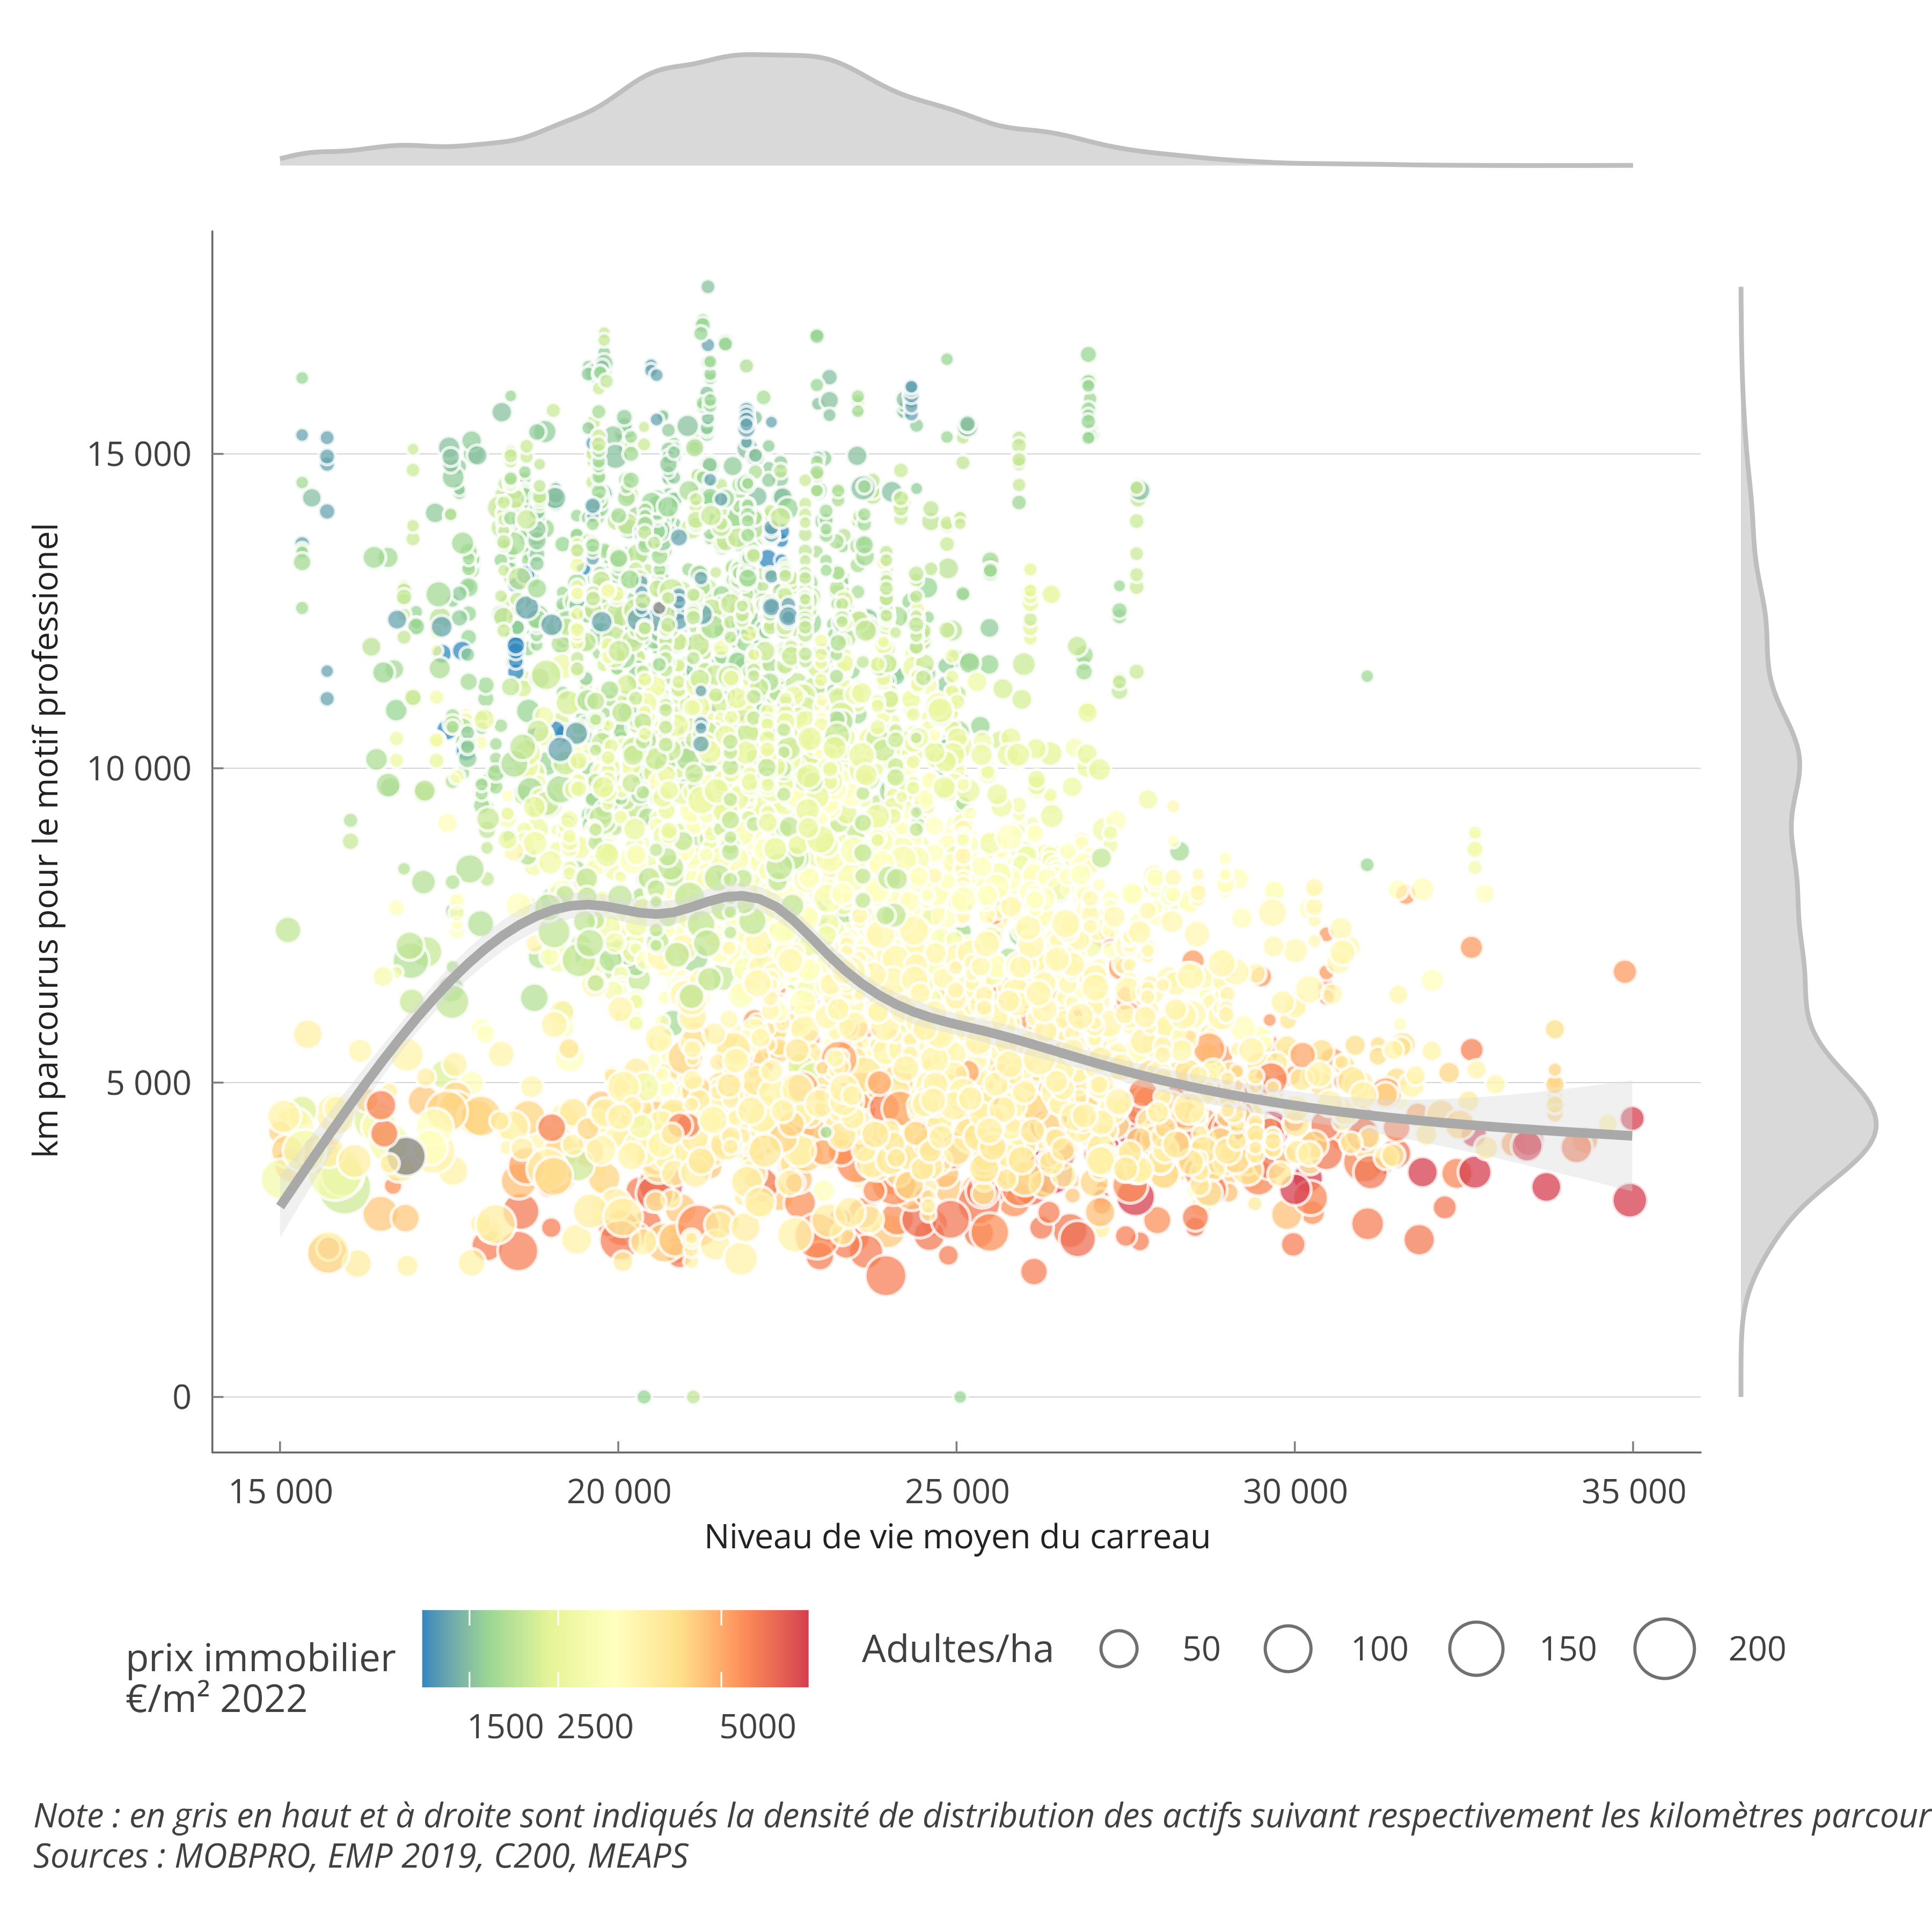 15 000
10 000
5 000
0
km parcourus pour le motif professionel
15 000 20 000 25 000 30 000 35 000
Niveau de vie moyen du carreau
prix immobilier
€/m² 2022
1500 2500 5000
Adultes/ha 50 100 150 200
Note : en gris en haut et à droite sont indiqués la densité de distribution des actifs suivant respectivement les kilomètres parcour
Sources : MOBPRO, EMP 2019, C200, MEAPS